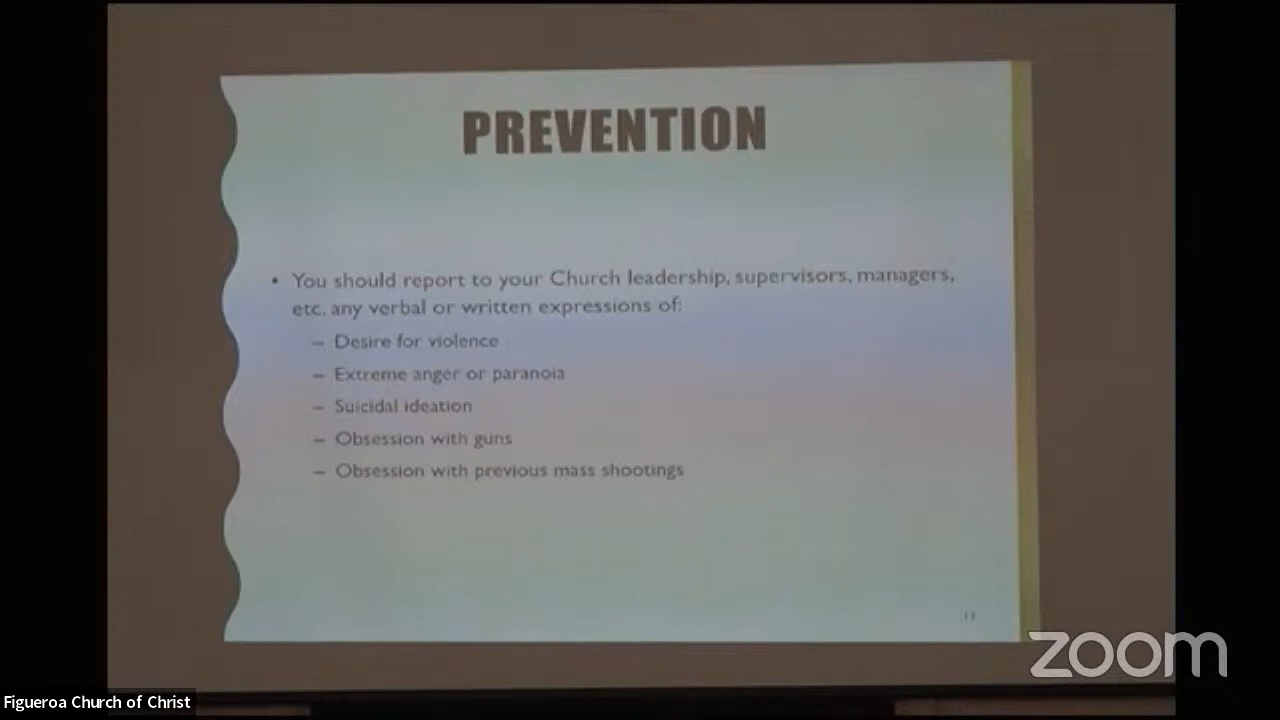 PREVENTION
• You should report to your Church leadership, supervisors, managers,
etc. any verbal or written expressions of:
– Desire for violence
– Extreme anger or paranoia
– Suicidal ideation
– Obsession with guns
– Obsession with previous mass shootings
zoom
Figueroa Church of Christ